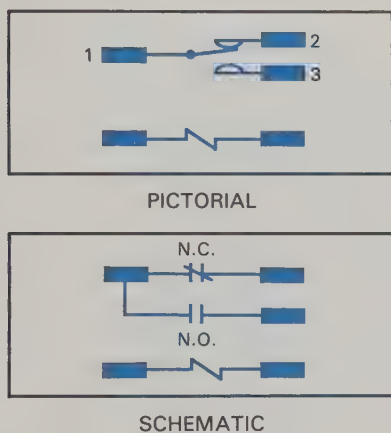 1
2
3
PICTORIAL
N.C.
N.O.
SCHEMATIC